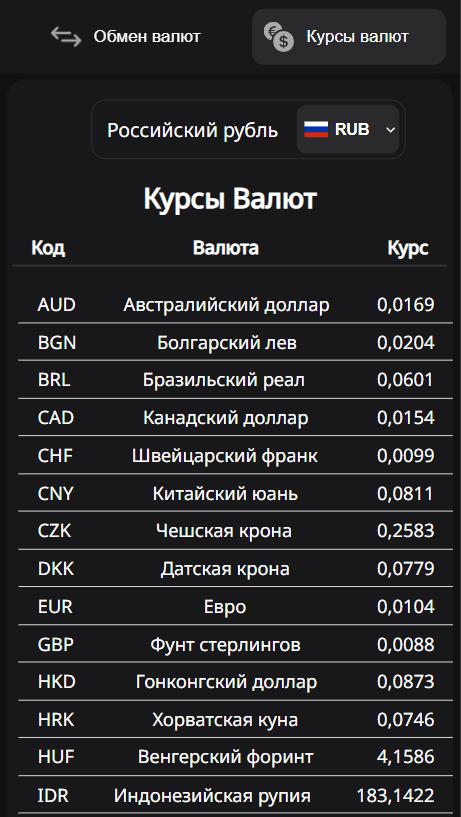 Обмен валют
€ $ Курсы валют
Российский рубль RUB
Курсы Валют
Код Валюта Курс
AUD Австралийский доллар 0,0169
BGN Болгарский лев 0,0204
BRL Бразильский реал 0,0601
CAD Канадский доллар 0,0154
CHF Швейцарский франк 0,0099
CNY Китайский юань 0,0811
CZK Чешская крона 0,2583
DKK Датская крона 0,0779
EUR Евро 0,0104
GBP Фунт стерлингов 0,0088
HKD Гонконгский доллар 0,0873
HRK Хорватская куна 0,0746
HUF Венгерский форинт 4,1586
IDR Индонезийская рупия 183,1422